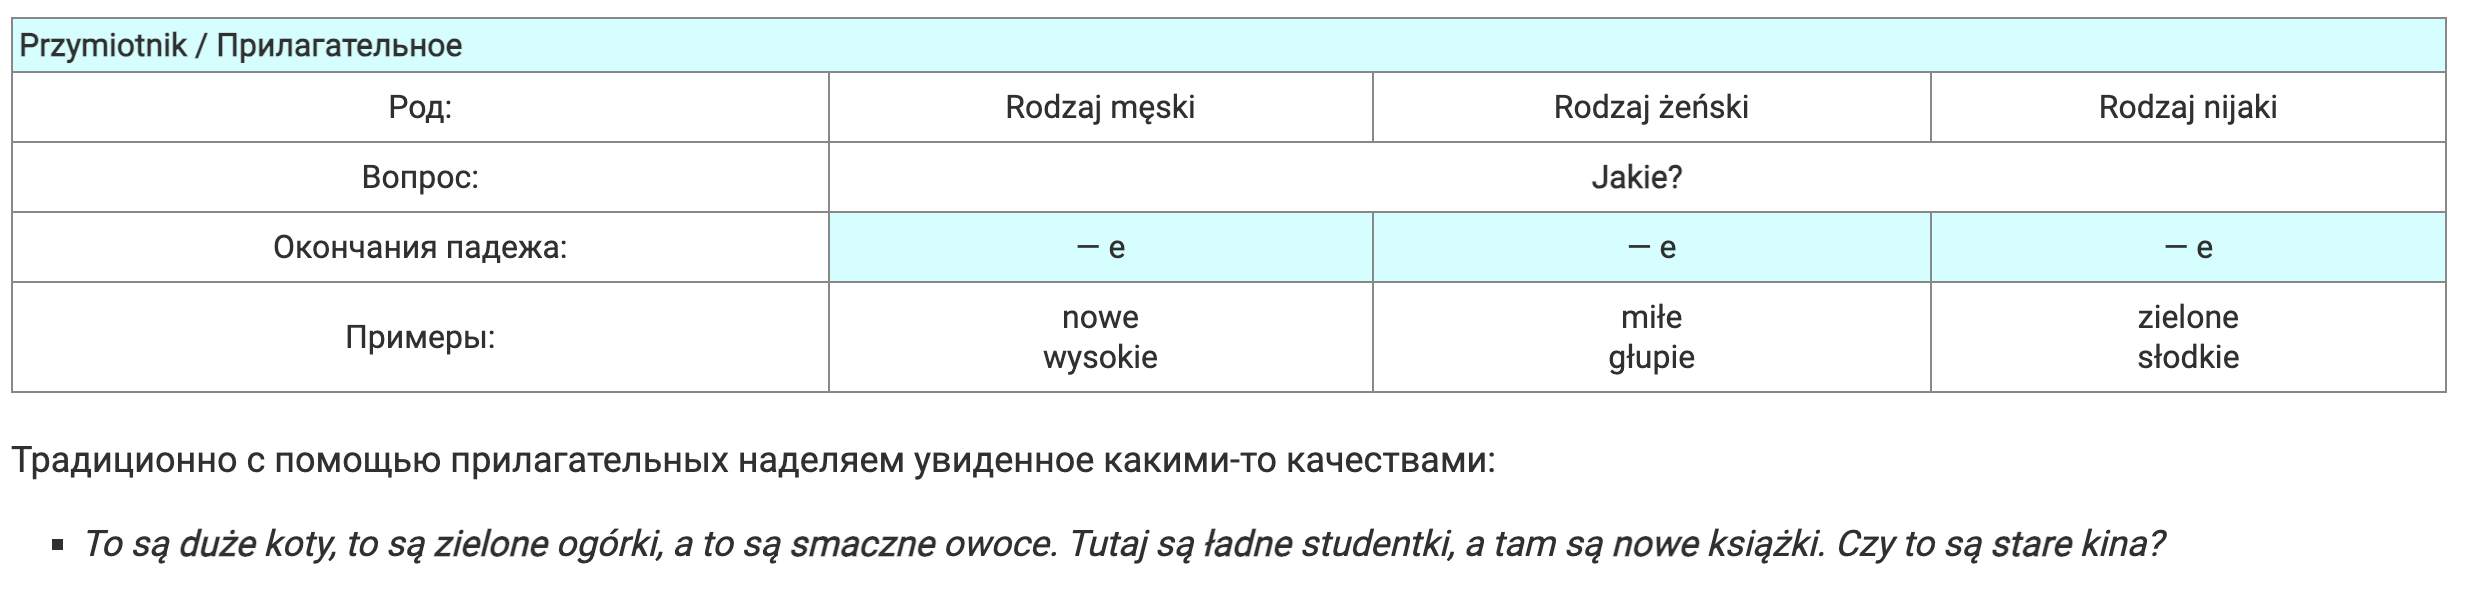 Przymiotnik / Прилагательное
Род: Rodzaj męski Rodzaj żeński Rodzaj nijaki
Вопрос: Jakie?
Окончания падежа: — e — e — e
Примеры: nowe miłe zielone
wysokie głupie słodkie
Традиционно с помощью прилагательных наделяем увиденное какими-то качествами:
▪ To są duże koty, to są zielone ogórki, a to są smaczne owoce. Tutaj są ładne studentki, a tam są nowe książki. Czy to są stare kina?